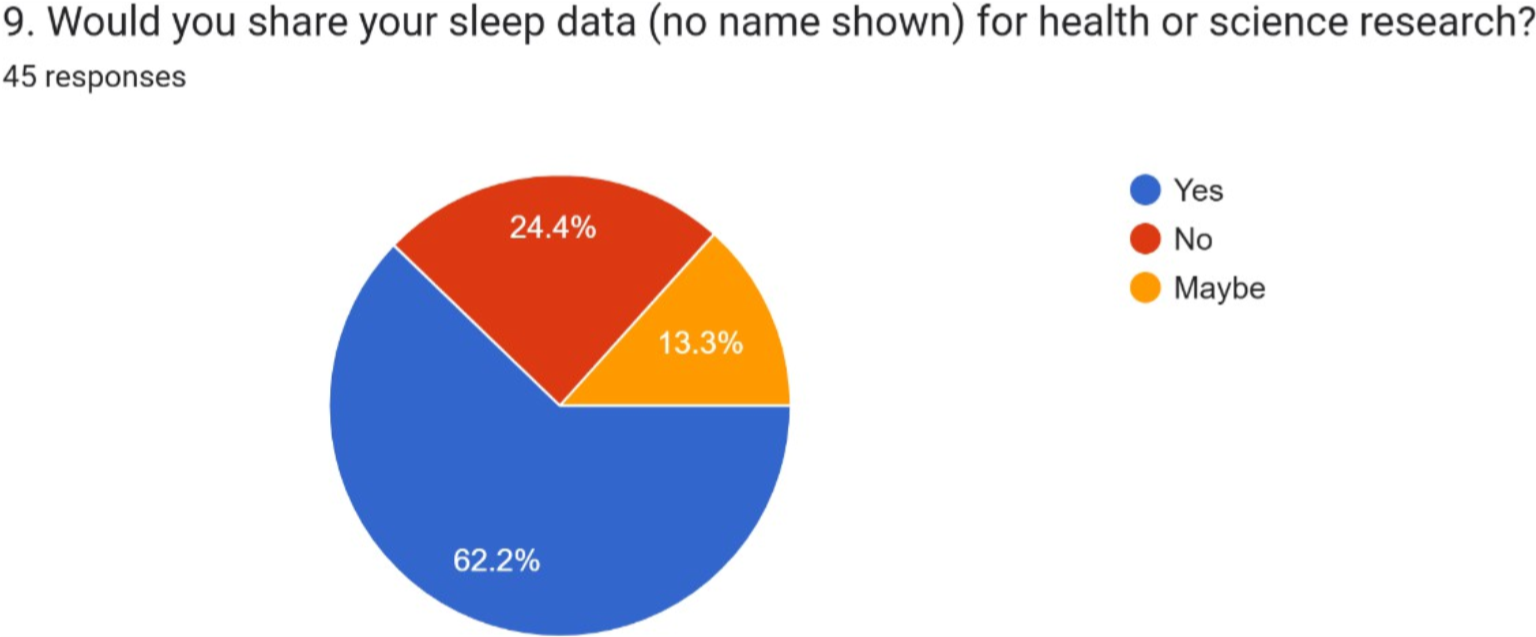 9. Would you share your sleep data (no name shown) for health or science research?
45 responses
24.4%
13.3%
62.2%
Yes
No
Maybe